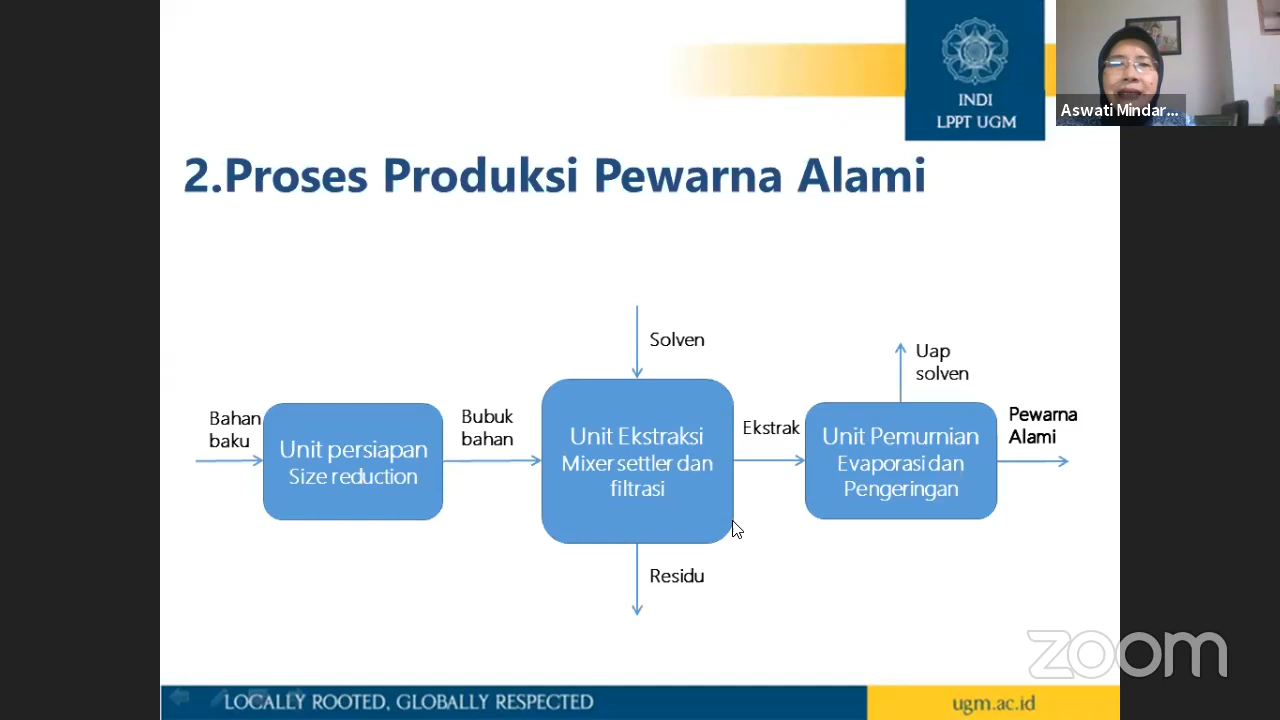 INDI
LPPT UGM
Aswati Mindar...
2.Proses Produksi Pewarna Alami
Solven
Uap
solven
Bahan
baku
Unit persiapan
Size reduction
Bubuk
bahan
Unit Ekstraksi
Mixer settler dan
filtrasi
Ekstrak
Unit Pemurnian
Evaporasi dan
Pengeringan
Pewarna
Alami
Residu
zoom
LOCALLY ROOTED, GLOBALLY RESPECTED
ugm.ac.id